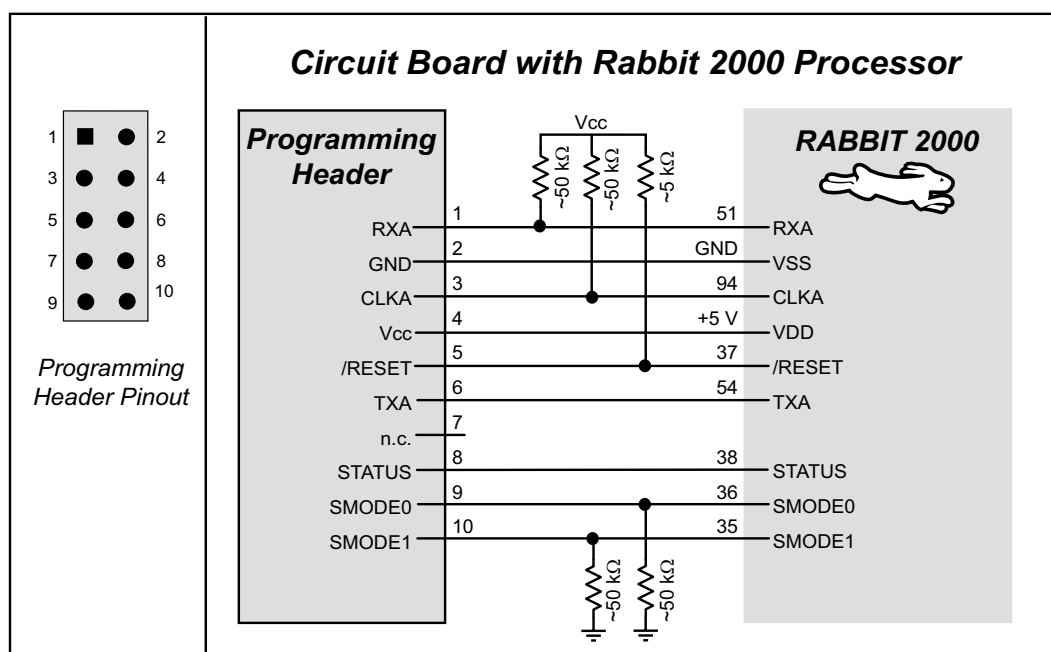 Circuit Board with Rabbit 2000 Processor
1 2
3 4
5 6
7 8
9 10
Programming
Header Pinout
Programming
Header
Vcc
~50 kΩ
~50 kΩ
~5 kΩ
RABBIT 2000
RXA 1 51 RXA
GND 2 GND VSS
CLKA 3 94 CLKA
Vcc 4 +5 V VDD
/RESET 5 37 /RESET
TXA 6 54 TXA
n.c. 7
STATUS 8 38 STATUS
SMODE0 9 36 SMODE0
SMODE1 10 35 SMODE1
~50 kΩ
~50 kΩ